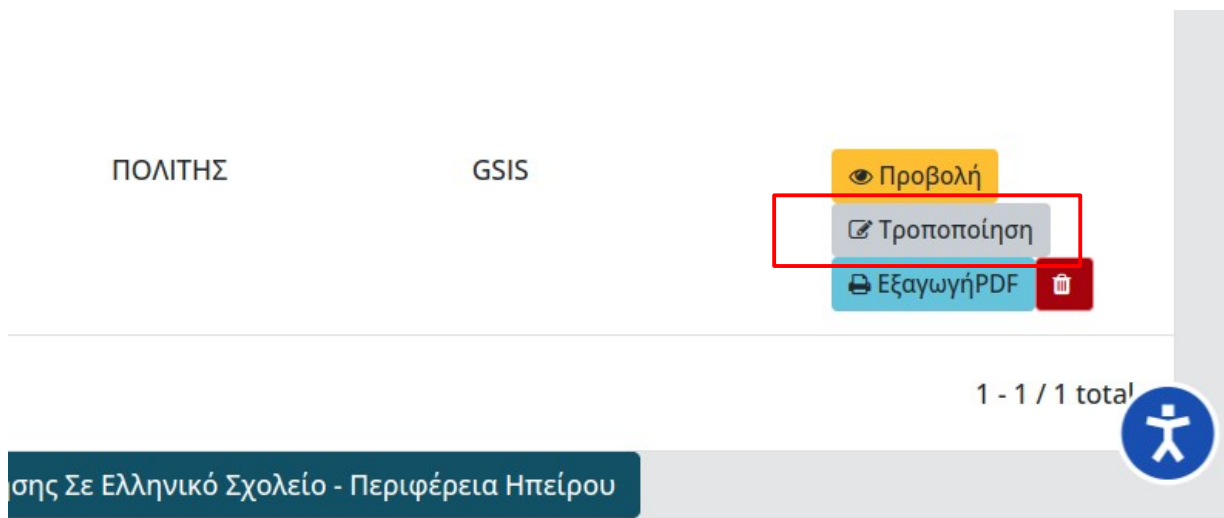 ΠΟΛΙΤΗΣ GSIS Προβολή
Τροποποίηση
ΕξαγωγήPDF
1 - 1 / 1 total
σης Σε Ελληνικό Σχολείο - Περιφέρεια Ηπείρου